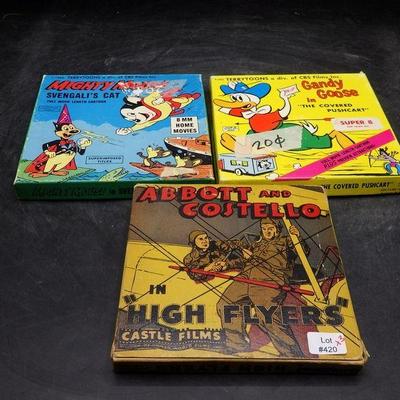 TERRYTOONS a div. of CBS Films Inc.
MIGHTY MOUSE
SVENGALI'S CAT
FULL MOVIE LENGTH CARTOON
8 MM
HOME
MOVIES
SUPERIMPOSED
TITLES
TERRYTOONS a div. of CBS Films Inc.
Gandy
Goose
in
"THE COVERED PUSHCART"
20¢
SUPER 8
THE COVERED PUSHCART
ABBOTT AND
COSTELLO
IN
"HIGH FLYERS"
CASTLE FILMS
Lot
#420